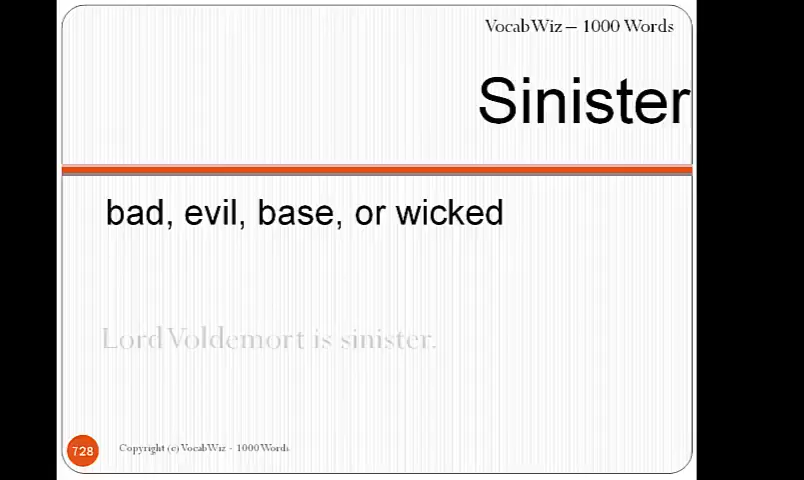 VocabWiz – 1000 Words
Sinister
bad, evil, base, or wicked
Lord Voldemort is sinister.
728
Copyright (c) VocabWiz - 1000 Words